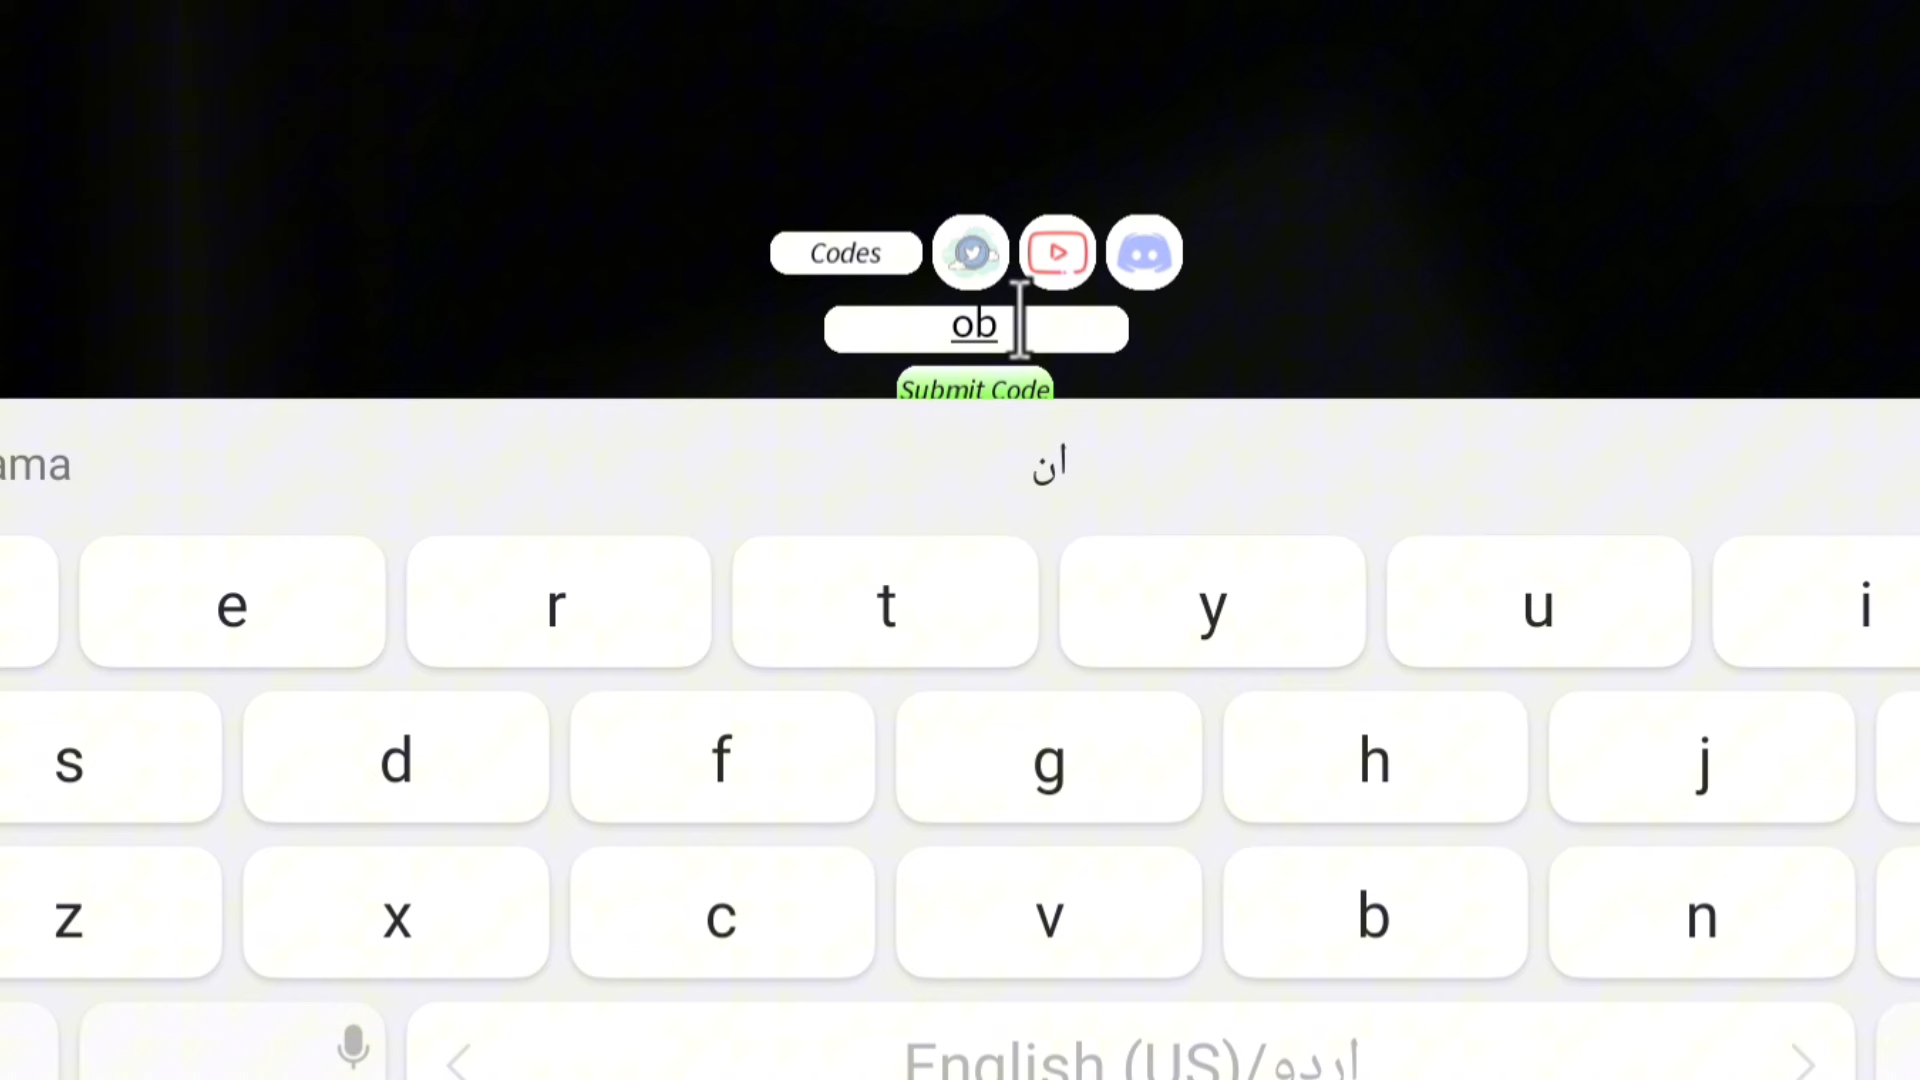 Codes
ob
Submit Code
ama
ان
e r t y u i
s d f g h j
z x c v b n
English (US)/اردو